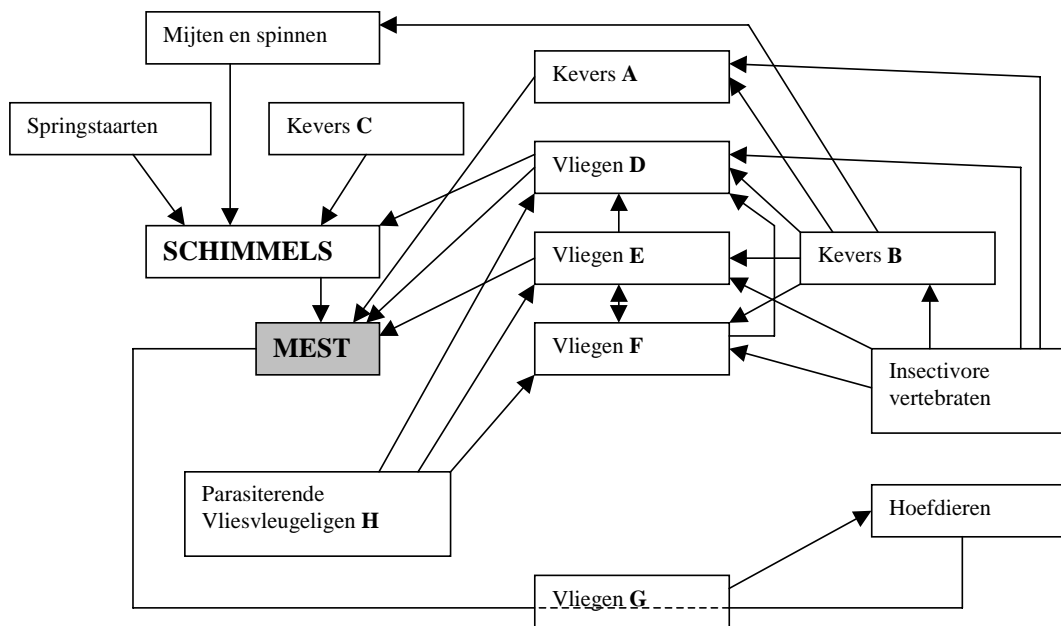 Mijten en spinnen
Kevers A
Springstaarten
Kevers C
Vliegen D
SCHIMMELS
Vliegen E
Kevers B
MEST
Vliegen F
Insectivore
vertebraten
Parasiterende
Vliesvleugeligen H
Hoefdieren
Vliegen G